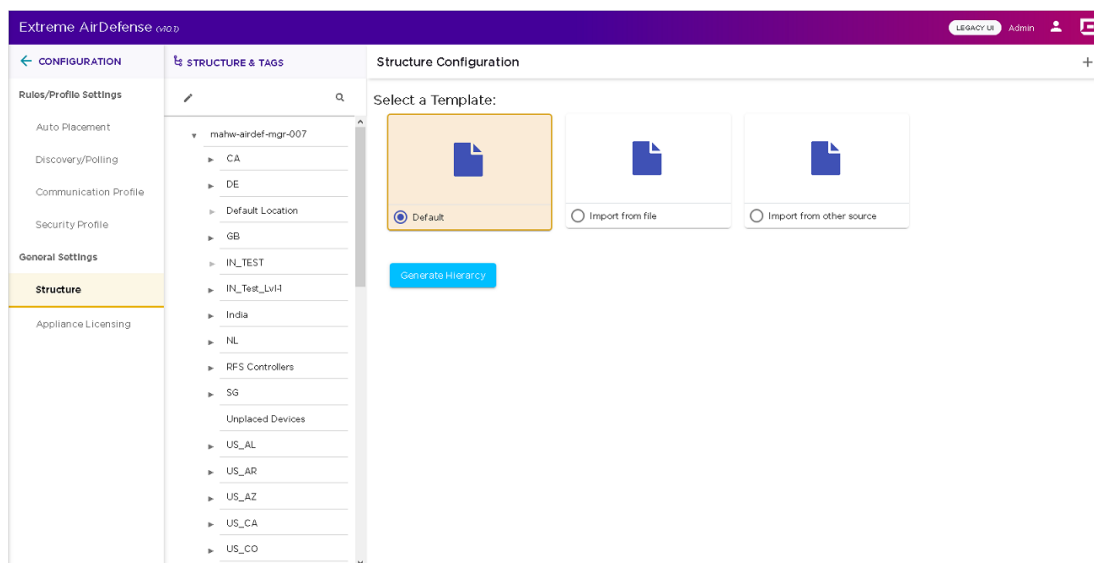 Extreme AirDefense (v10.1)
LEGACY UI Admin
CONFIGURATION
Rules/Profile Settings
Auto Placement
Discovery/Polling
Communication Profile
Security Profile
General Settings
Structure
Appliance Licensing
STRUCTURE & TAGS
mahw-airdef-mgr-007
CA
DE
Default Location
GB
IN_TEST
IN_Test_Lvl-1
India
NL
RFS Controllers
SG
Unplaced Devices
US_AL
US_AR
US_AZ
US_CA
US_CO
Structure Configuration
Select a Template:
Default
Import from file
Import from other source
Generate Hierarcy